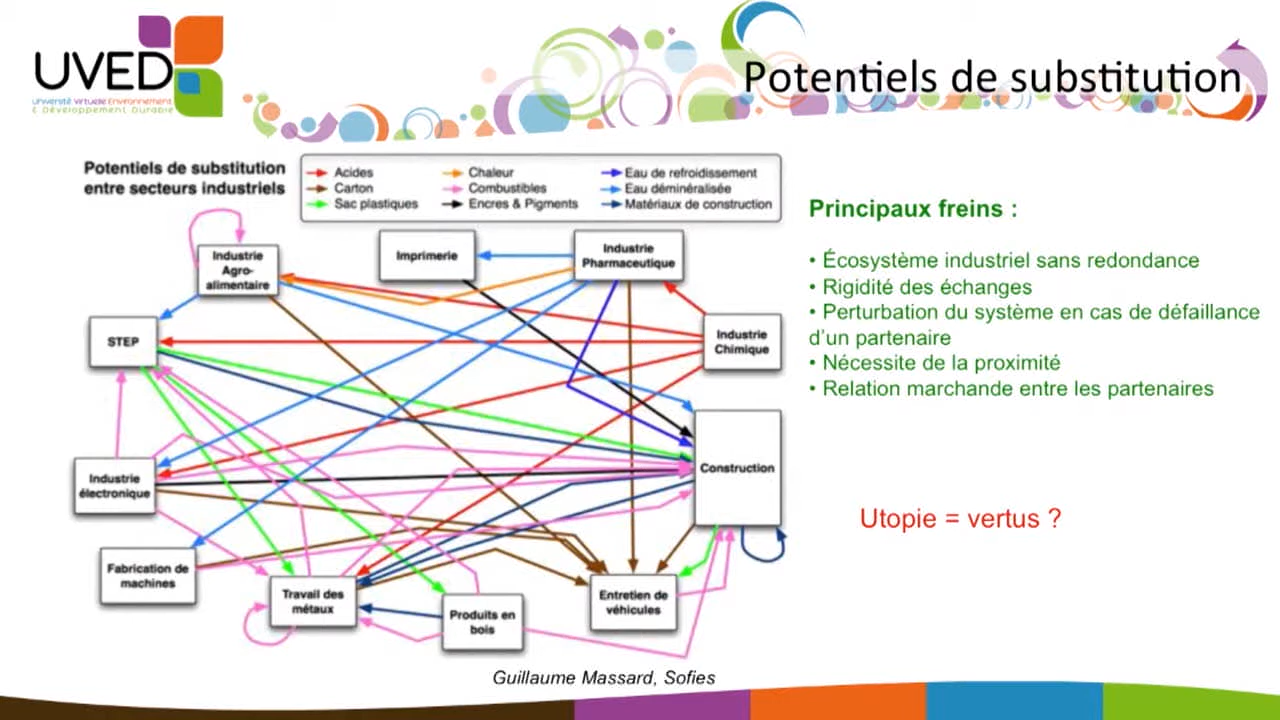 UVED
université Virtuelle Environnement
& Développement Durable
Potentiels de substitution
Potentiels de substitution
entre secteurs industriels
Acides
Carton
Sac plastiques
Chaleur
Combustibles
Encres & Pigments
Eau de refroidissement
Eau déminéralisée
Matériaux de construction
Industrie
Agro-
alimentaire
Imprimerie
Industrie
Pharmaceutique
STEP
Industrie
Chimique
Construction
Industrie
électronique
Fabrication de
machines
Travail des
métaux
Produits en
bois
Entretien de
véhicules
Principaux freins :
• Écosystème industriel sans redondance
• Rigidité des échanges
• Perturbation du système en cas de défaillance
d'un partenaire
• Nécessite de la proximité
• Relation marchande entre les partenaires
Utopie = vertus ?
Guillaume Massard, Sofies